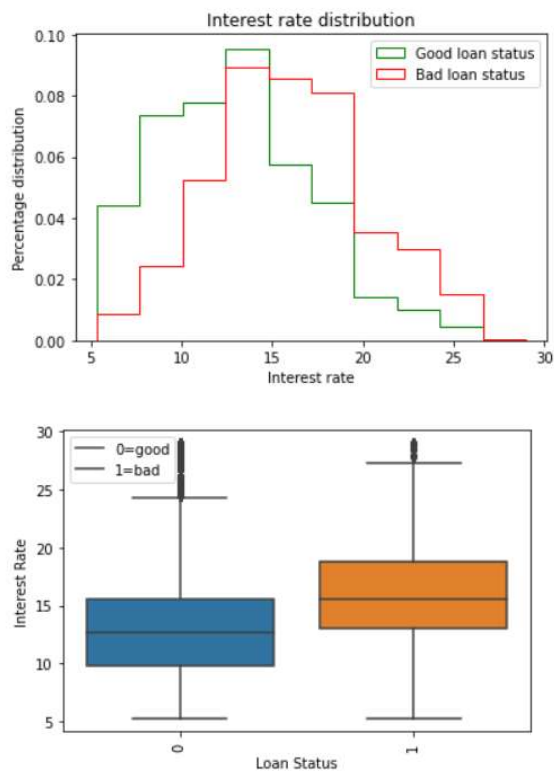 Interest rate distribution
Good loan status
Bad loan status
Percentage distribution
0.10
0.08
0.06
0.04
0.02
0.00
5
10
15
20
25
30
Interest rate
0=good
1=bad
Interest Rate
30
25
20
15
10
5
0
1
Loan Status